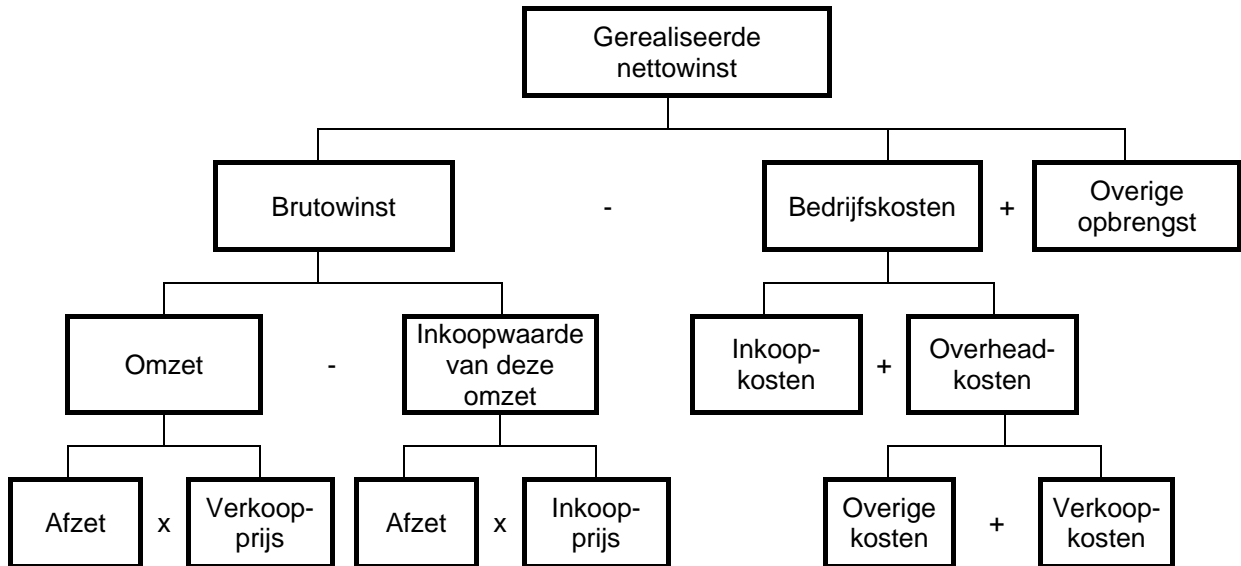 Gerealiseerde
nettowinst
Brutowinst
-
Bedrijfskosten
+
Overige
opbrengst
Omzet
-
Inkoopwaarde
van deze
omzet
Inkoop-
kosten
+
Overhead-
kosten
Afzet
x
Verkoop-
prijs
Afzet
x
Inkoop-
prijs
Overige
kosten
+
Verkoop-
kosten